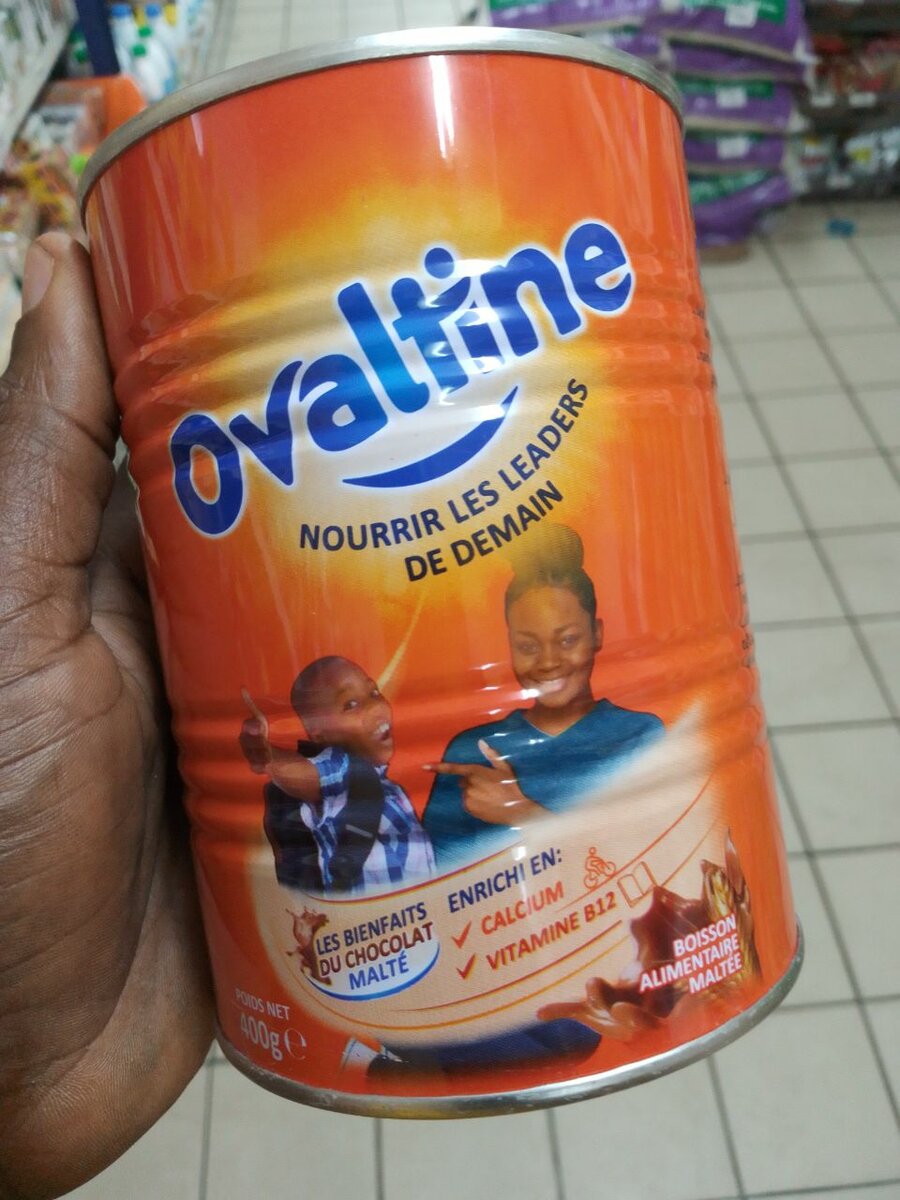 Ovaltine
NOURRIR LES LEADERS
DE DEMAIN
ENRICHI EN:
CALCIUM
VITAMINE B12
LES BIENFAITS
DU CHOCOLAT
MALTÉ
BOISSON
ALIMENTAIRE
MALTÉE
POIDS NET
400g℮